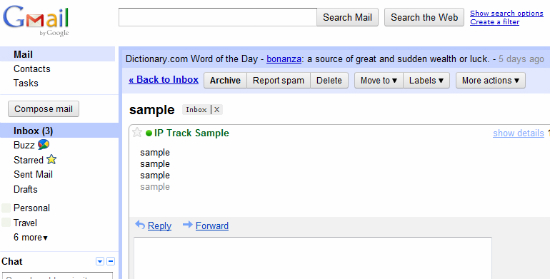 Gmail
by Google
Search Mail
Search the Web
Show search options
Create a filter
Mail
Contacts
Tasks
Compose mail
Inbox (3)
Buzz
Starred
Sent Mail
Drafts
Personal
Travel
6 more▼
Chat
Dictionary.com Word of the Day - bonanza: a source of great and sudden wealth or luck. - 5 days ago
« Back to Inbox Archive Report spam Delete Move to ▼ Labels ▼ More actions ▼
sample Inbox | X
IP Track Sample show details
sample
sample
sample
sample
Reply Forward